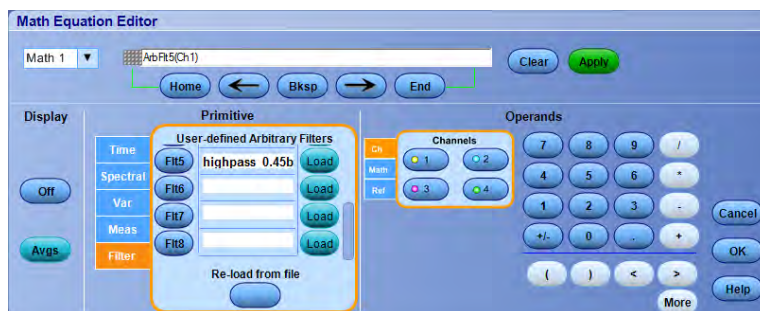 Math Equation Editor
Math 1
ArbFlt5(Ch1)
Clear
Apply
Home
Bksp
End
Display
Primitive
Operands
Off
Avgs
Time
Spectral
Var
Meas
Filter
User-defined Arbitrary Filters
Flt5 highpass_0.45b Load
Flt6 Load
Flt7 Load
Flt8 Load
Re-load from file
Ch
Math
Ref
Channels
1 2
3 4
7 8 9 /
4 5 6 *
1 2 3 -
+/- 0 . +
( ) < >
More
Cancel
OK
Help